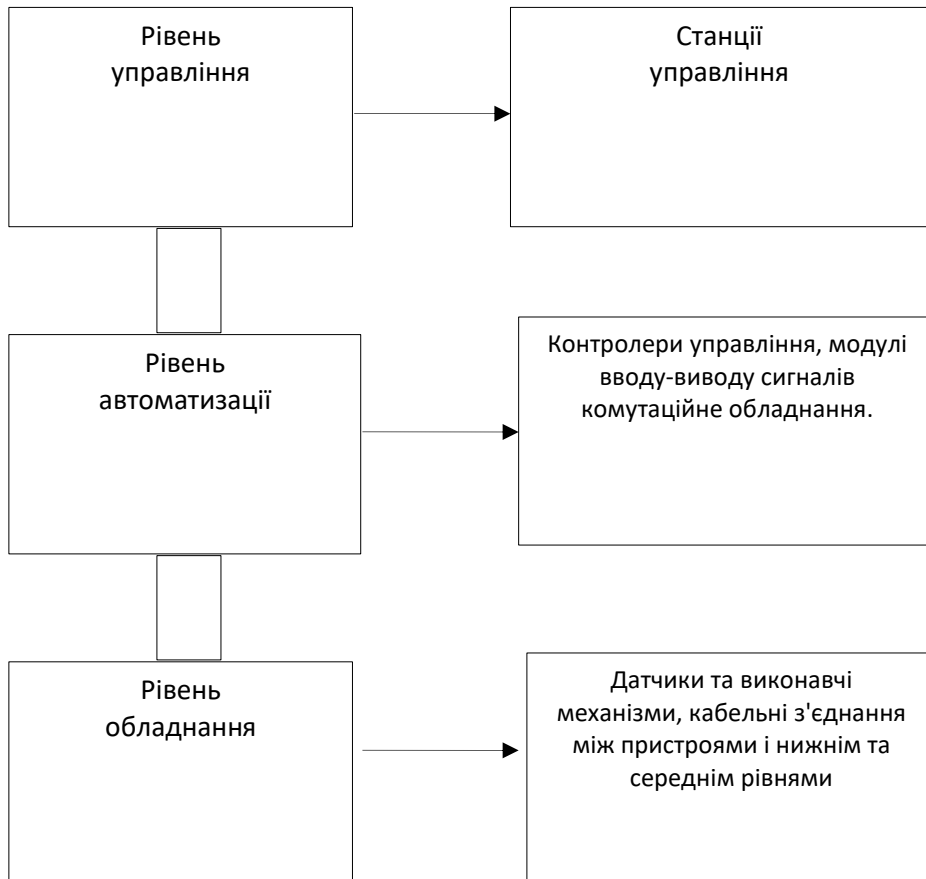 Рівень
управління
Станції
управління
Рівень
автоматизації
Контролери управління, модулі
вводу-виводу сигналів
комутаційне обладнання.
Рівень
обладнання
Датчики та виконавчі
механізми, кабельні з'єднання
між пристроями і нижнім та
середнім рівнями